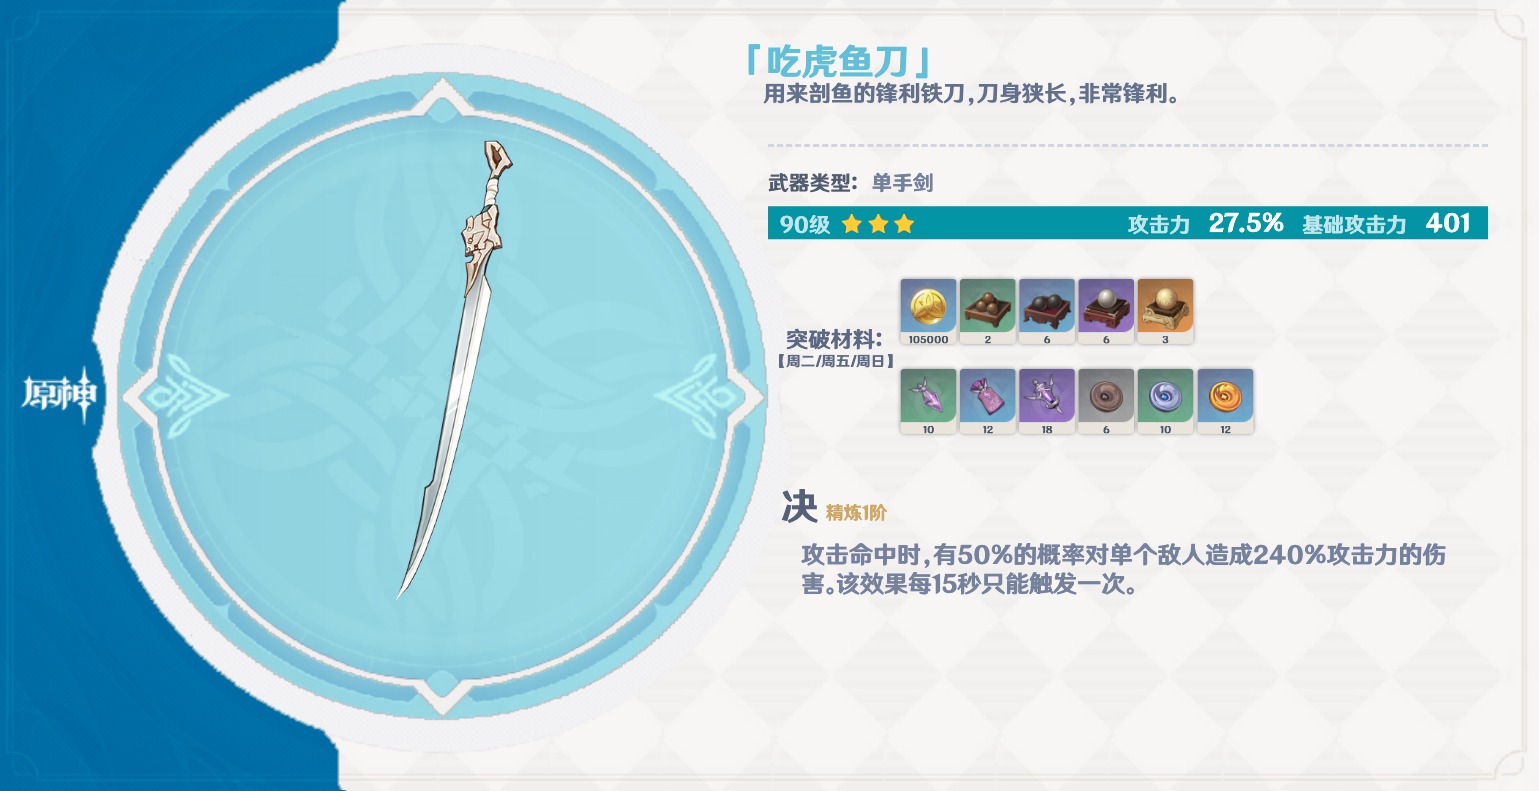 「吃虎鱼刀」
用来剖鱼的锋利铁刀,刀身狭长,非常锋利。
武器类型: 单手剑
90级 攻击力 27.5% 基础攻击力 401
突破材料:
【周二/周五/周日】
105000 2 6 6 3
10 12 18 6 10 12
原神
决 精炼1阶
攻击命中时,有50%的概率对单个敌人造成240%攻击力的伤
害。该效果每15秒只能触发一次。